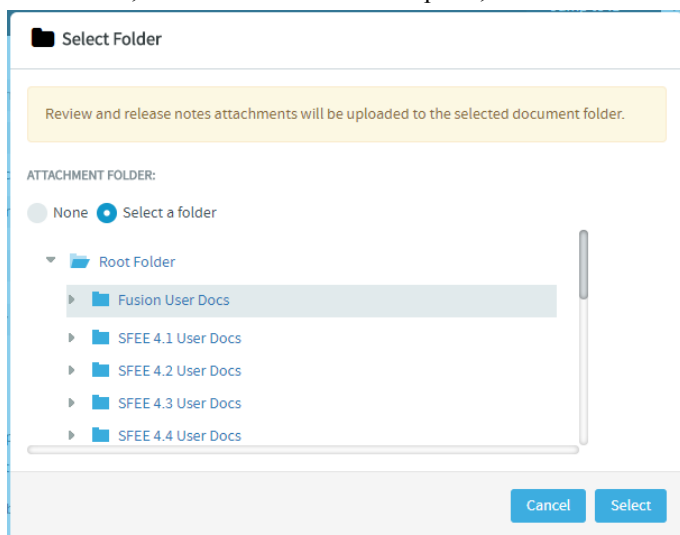 Select Folder
Review and release notes attachments will be uploaded to the selected document folder.
ATTACHMENT FOLDER:
None Select a folder
Root Folder
Fusion User Docs
SFEE 4.1 User Docs
SFEE 4.2 User Docs
SFEE 4.3 User Docs
SFEE 4.4 User Docs
Cancel Select